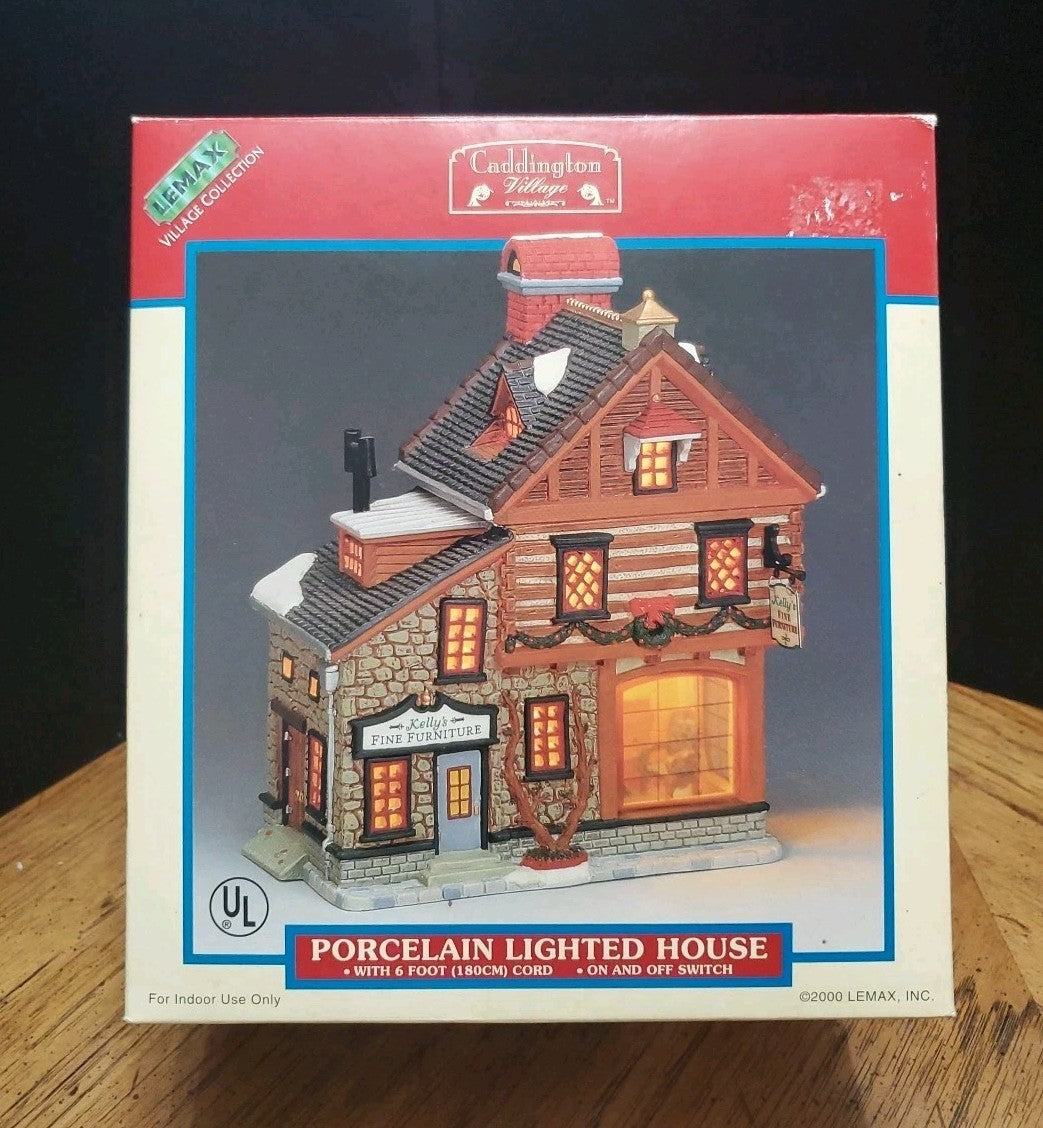 LEMAX
VILLAGE COLLECTION
Caddington
Village
™
Kelly's
FINE
FURNITURE
Kelly's
FINE FURNITURE
UL
®
PORCELAIN LIGHTED HOUSE
• WITH 6 FOOT (180CM) CORD • ON AND OFF SWITCH
For Indoor Use Only
©2000 LEMAX, INC.